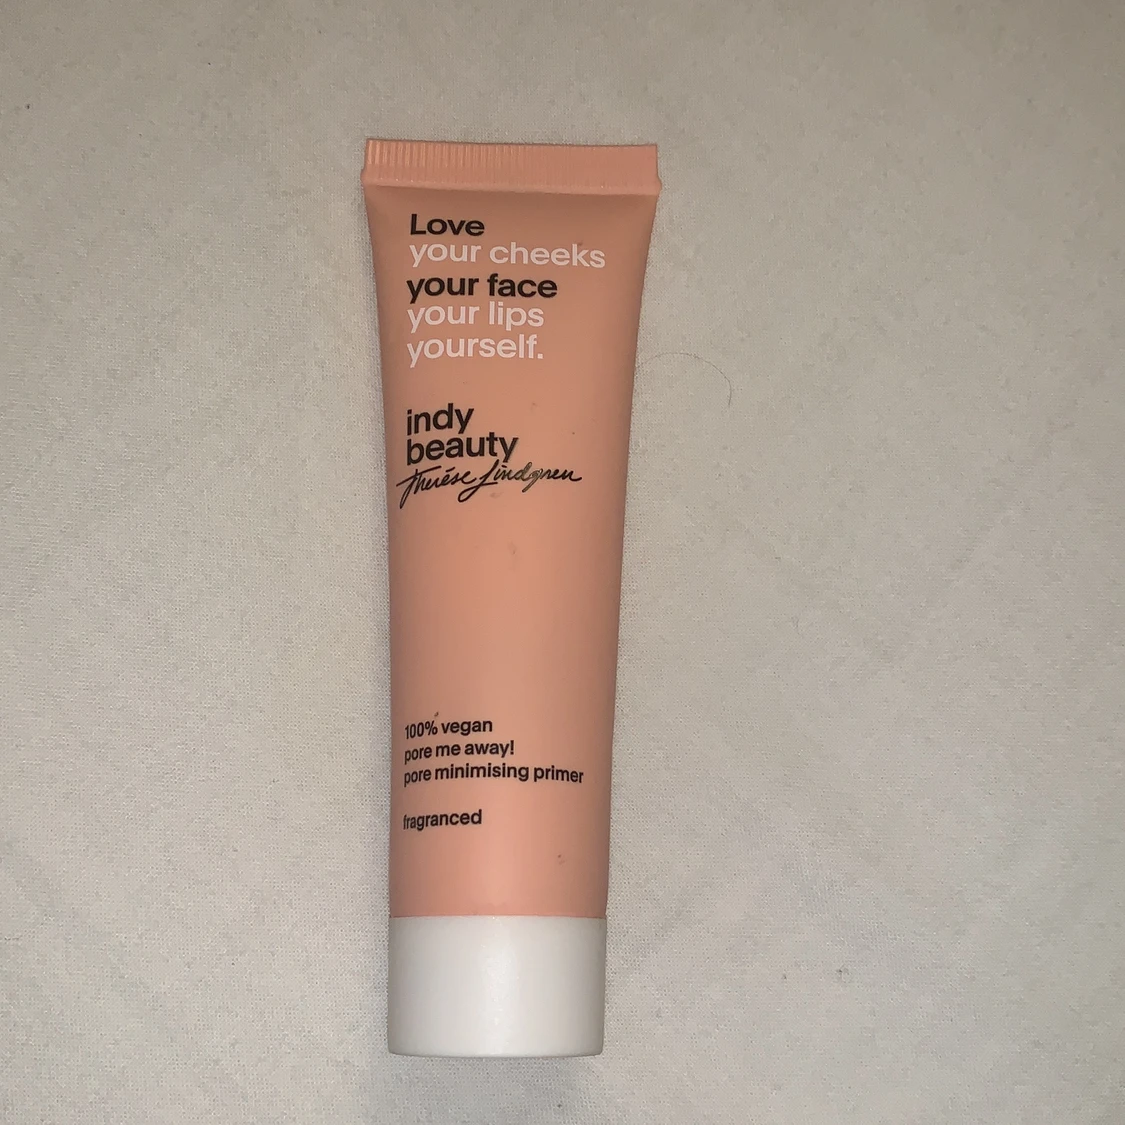 Love
your cheeks
your face
your lips
yourself.
indy
beauty
Therése Lindgren
100% vegan
pore me away!
pore minimising primer
fragranced